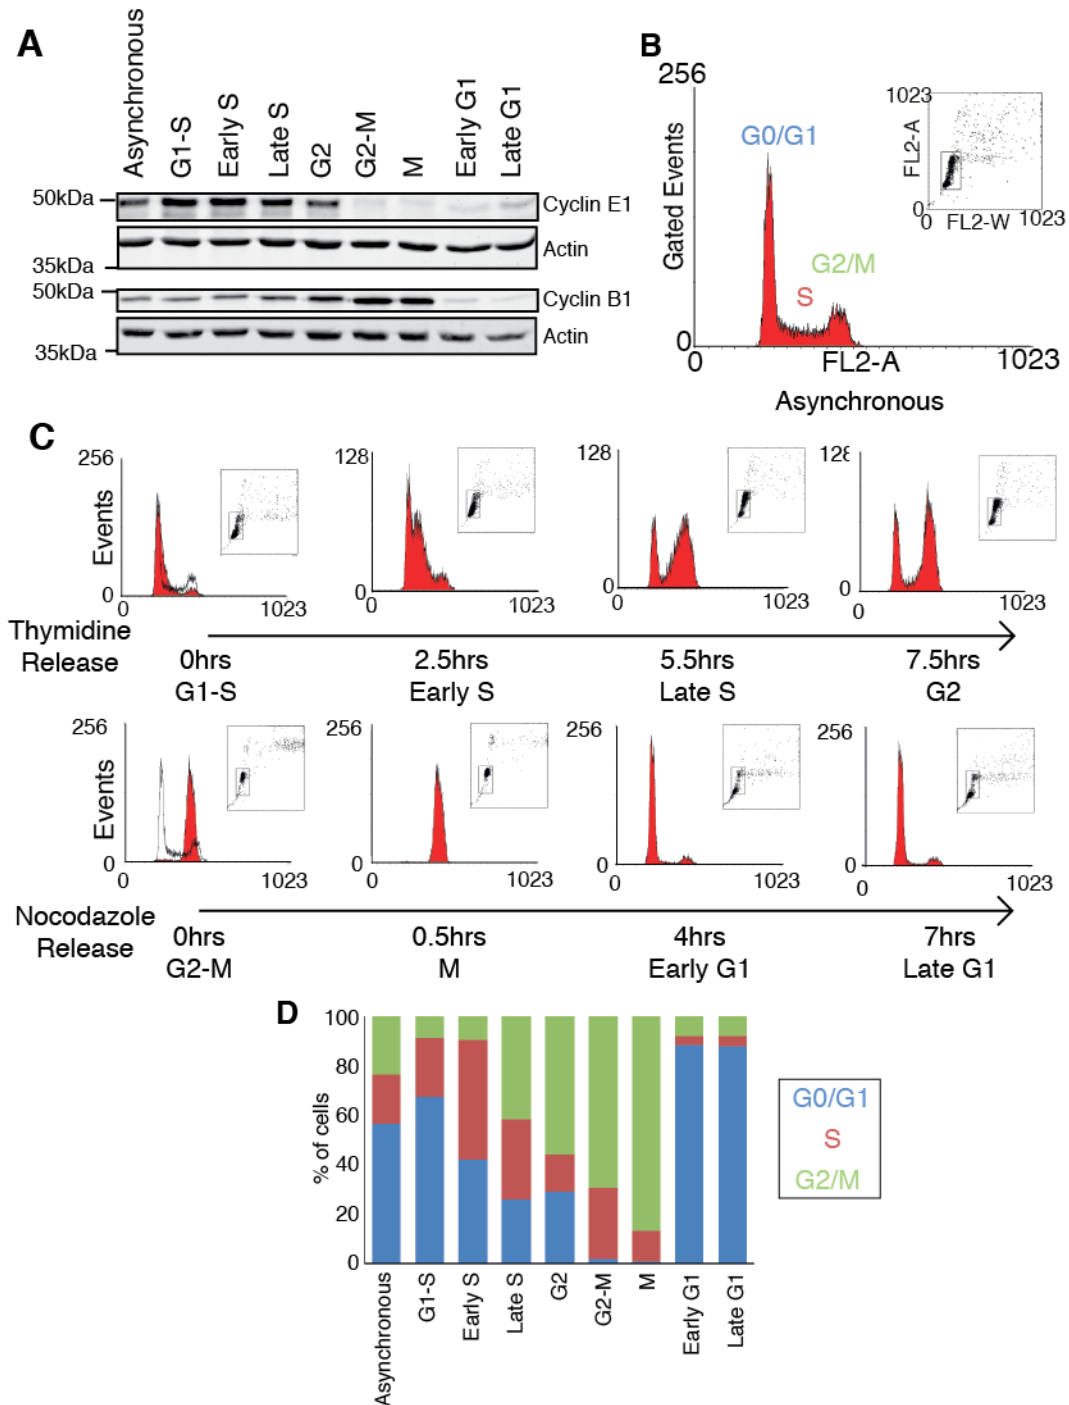 A
Asynchronous
G1-S
Early S
Late S
G2
G2-M
M
Early G1
Late G1
50kDa
Cyclin E1
Actin
35kDa
50kDa
Cyclin B1
Actin
35kDa
B
256
Gated Events
0
G0/G1
S
G2/M
0
FL2-A
1023
Asynchronous
1023
FL2-A
0
0
FL2-W
1023
C
256
Events
0
0
1023
128
0
0
1023
128
0
0
1023
12
0
0
1023
Thymidine
Release
0hrs
G1-S
2.5hrs
Early S
5.5hrs
Late S
7.5hrs
G2
256
Events
0
0
1023
256
0
0
1023
256
0
0
1023
256
0
0
1023
Nocodazole
Release
0hrs
G2-M
0.5hrs
M
4hrs
Early G1
7hrs
Late G1
D
% of cells
100
80
60
40
20
0
Asynchronous
G1-S
Early S
Late S
G2
G2-M
M
Early G1
Late G1
G0/G1
S
G2/M